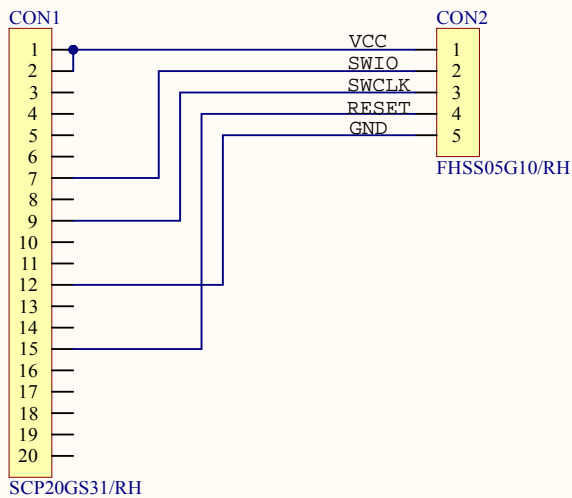 CON1
1
2
3
4
5
6
7
8
9
10
11
12
13
14
15
16
17
18
19
20
SCP20GS31/RH
VCC
SWIO
SWCLK
RESET
GND
CON2
1
2
3
4
5
FHSS05G10/RH